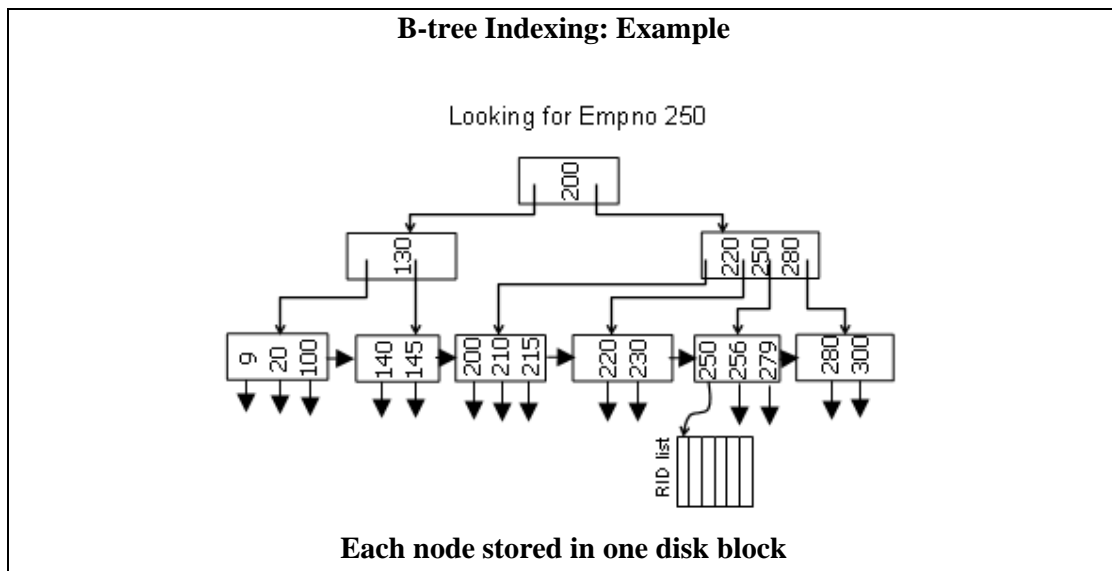 B-tree Indexing: Example
Looking for Empno 250
200
130
220 250 280
9 20 100
140 145
200 210 215
220 230
250 256 279
280 300
RID list
Each node stored in one disk block